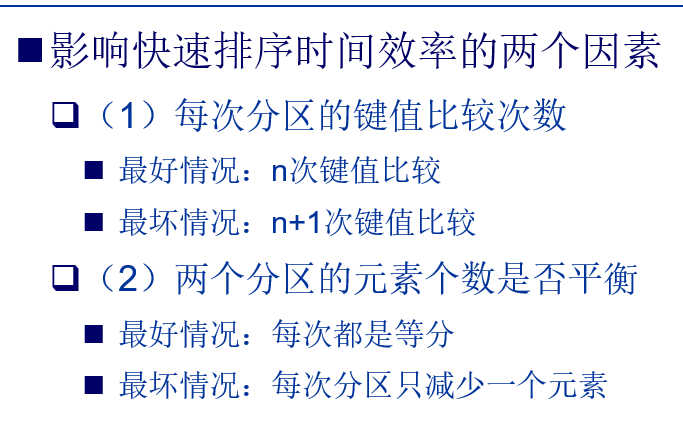 影响快速排序时间效率的两个因素
（1）每次分区的键值比较次数
最好情况：n次键值比较
最坏情况：n+1次键值比较
（2）两个分区的元素个数是否平衡
最好情况：每次都是等分
最坏情况：每次分区只减少一个元素